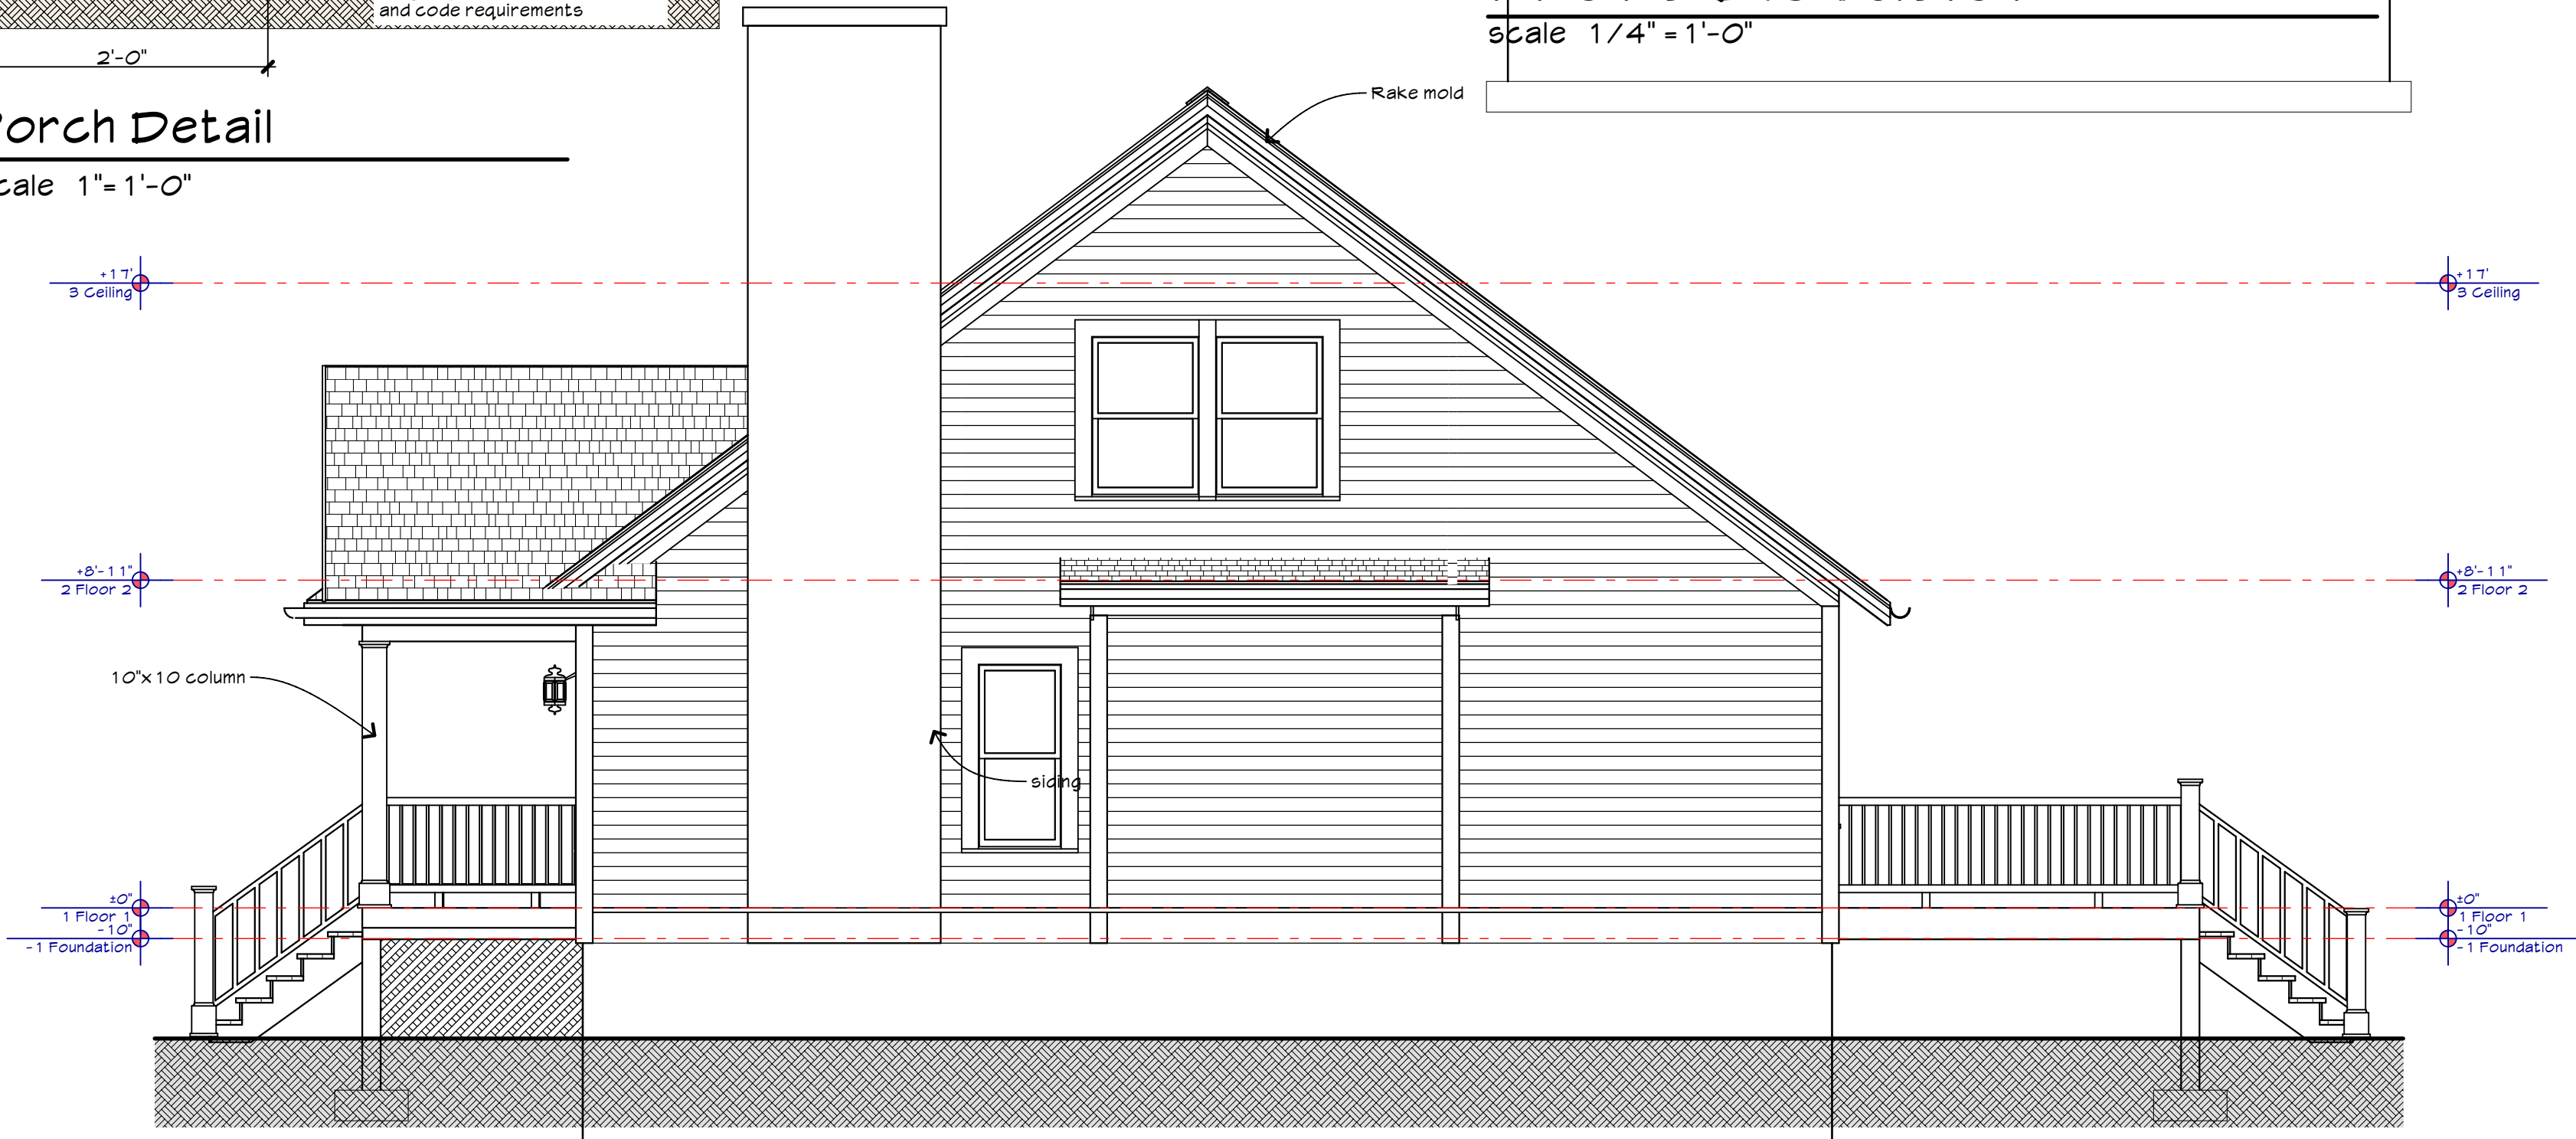 and code requirements
2'-0"
Porch Detail
scale 1"=1'-0"
scale 1/4" = 1'-0"
Rake mold
+17'
3 Ceiling
+17'
3 Ceiling
+8'-11"
2 Floor 2
+8'-11"
2 Floor 2
10"x10 column
siding
±0"
1 Floor 1
-10"
-1 Foundation
±0"
1 Floor 1
-10"
-1 Foundation